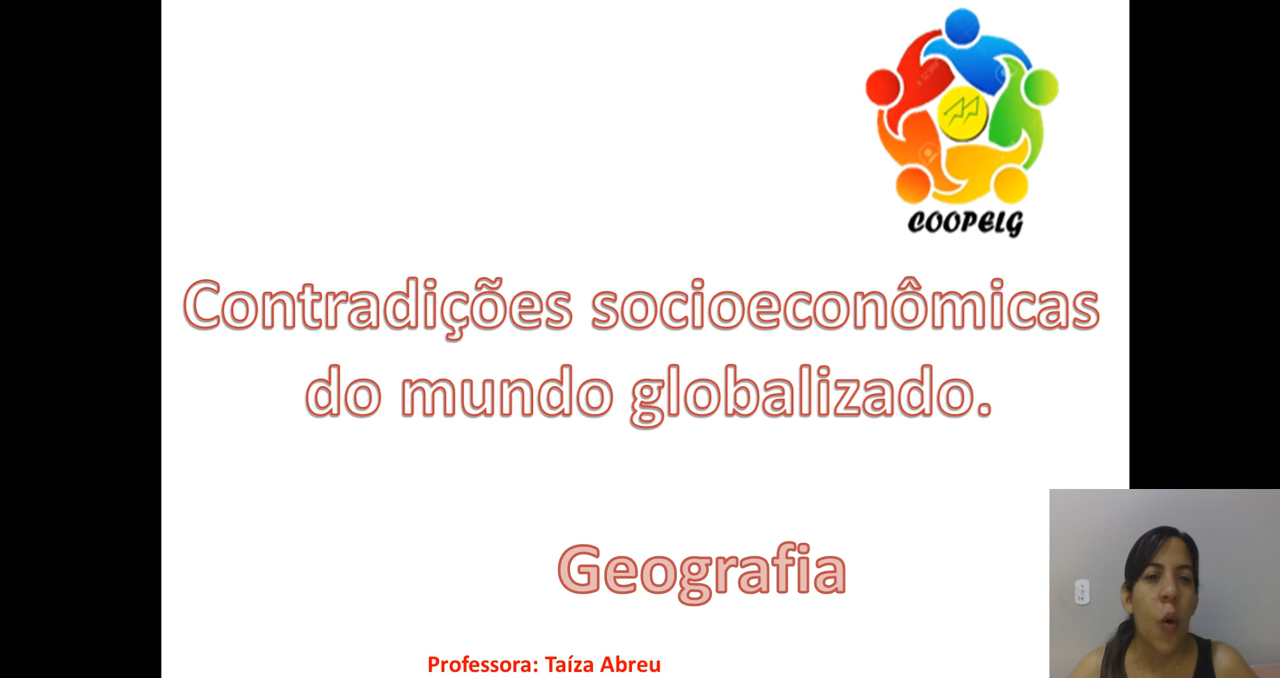 COOPELG
Contradições socioeconômicas
do mundo globalizado.
Geografia
Professora: Taíza Abreu